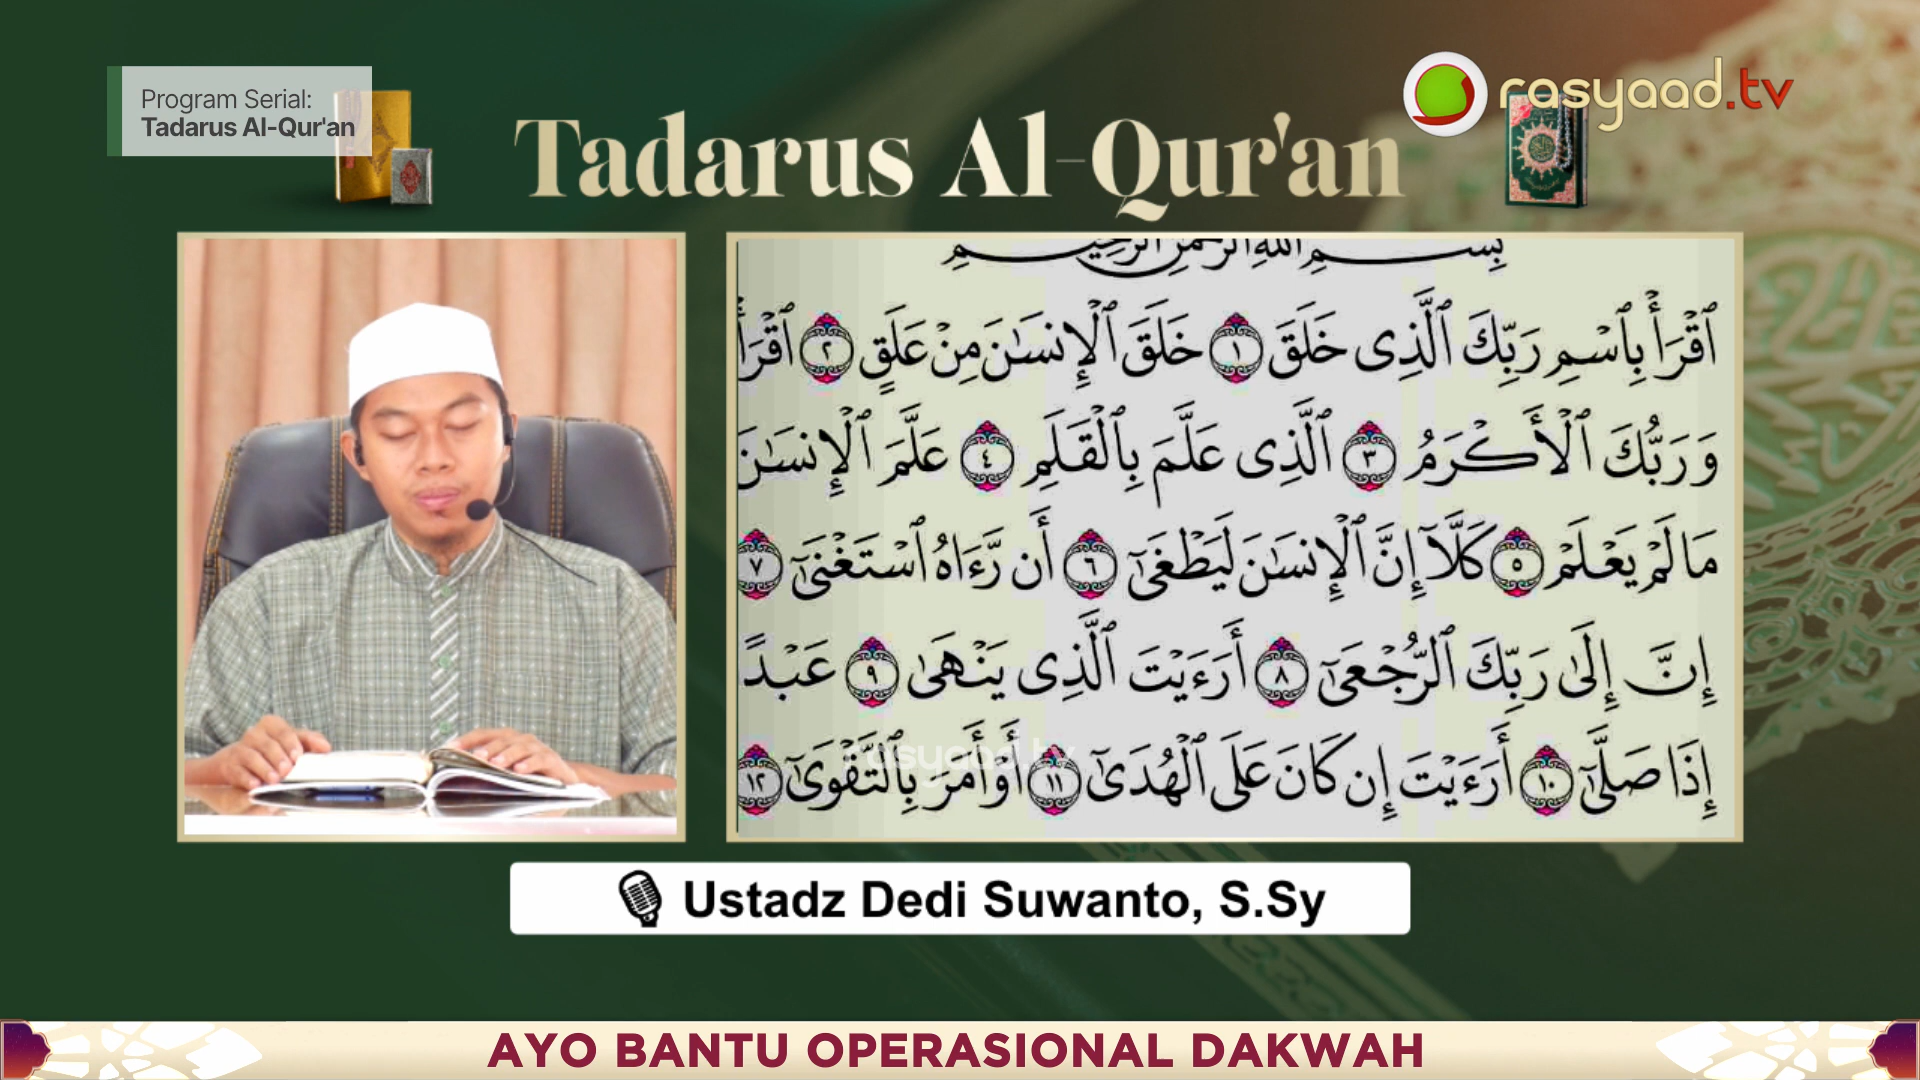 Program Serial:
Tadarus Al-Qur'an
rasyaad.tv
Tadarus Al-Qur'an
بِسْمِ ٱللَّهِ ٱلرَّحْمَٰنِ ٱلرَّحِيمِ
ٱقْرَأْ بِٱسْمِ رَبِّكَ ٱلَّذِى خَلَقَ ١ خَلَقَ ٱلْإِنسَٰنَ مِنْ عَلَقٍ ٢ ٱقْرَأْ
وَرَبُّكَ ٱلْأَكْرَمُ ٣ ٱلَّذِى عَلَّمَ بِٱلْقَلَمِ ٤ عَلَّمَ ٱلْإِنسَٰنَ
مَا لَمْ يَعْلَمْ ٥ كَلَّآ إِنَّ ٱلْإِنسَٰنَ لَيَطْغَىٰٓ ٦ أَن رَّءَاهُ ٱسْتَغْنَىٰٓ ٧
إِنَّ إِلَىٰ رَبِّكَ ٱلرُّجْعَىٰٓ ٨ أَرَءَيْتَ ٱلَّذِى يَنْهَىٰ ٩ عَبْدًا
إِذَا صَلَّىٰٓ ١٠ أَرَءَيْتَ إِن كَانَ عَلَى ٱلْهُدَىٰٓ ١١ أَوْ أَمَرَ بِٱلتَّقْوَىٰٓ ١٢
rasyaad.tv
Ustadz Dedi Suwanto, S.Sy
AYO BANTU OPERASIONAL DAKWAH